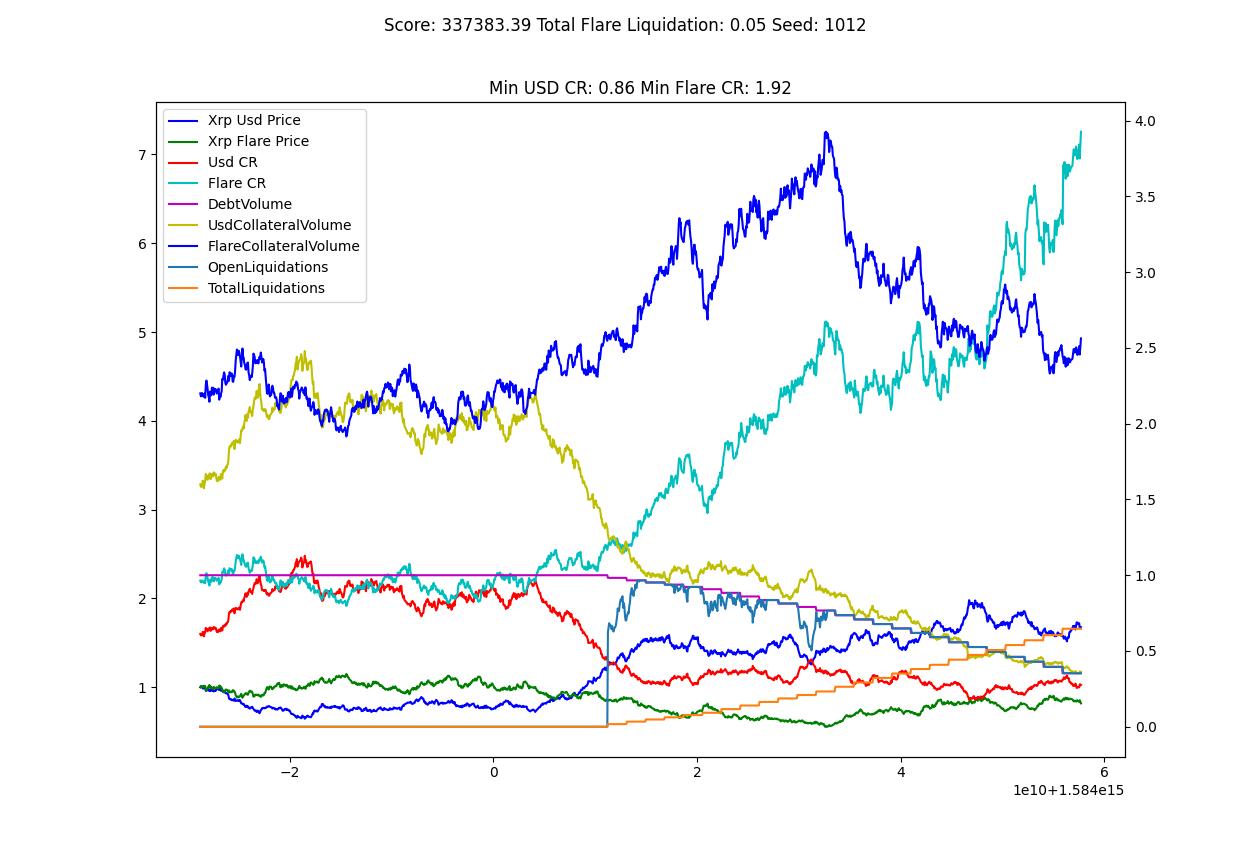 Score: 337383.39 Total Flare Liquidation: 0.05 Seed: 1012
Min USD CR: 0.86 Min Flare CR: 1.92
Xrp Usd Price
Xrp Flare Price
Usd CR
Flare CR
DebtVolume
UsdCollateralVolume
FlareCollateralVolume
OpenLiquidations
TotalLiquidations
7
6
5
4
3
2
1
4.0
3.5
3.0
2.5
2.0
1.5
1.0
0.5
0.0
−2 0 2 4 6
1e10+1.584e15